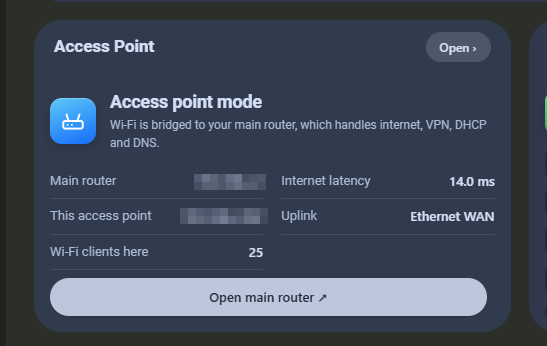 Access Point
Open ›
Access point mode
Wi-Fi is bridged to your main router, which handles internet, VPN, DHCP
and DNS.
Main router
Internet latency 14.0 ms
This access point
Uplink Ethernet WAN
Wi-Fi clients here 25
Open main router ↗